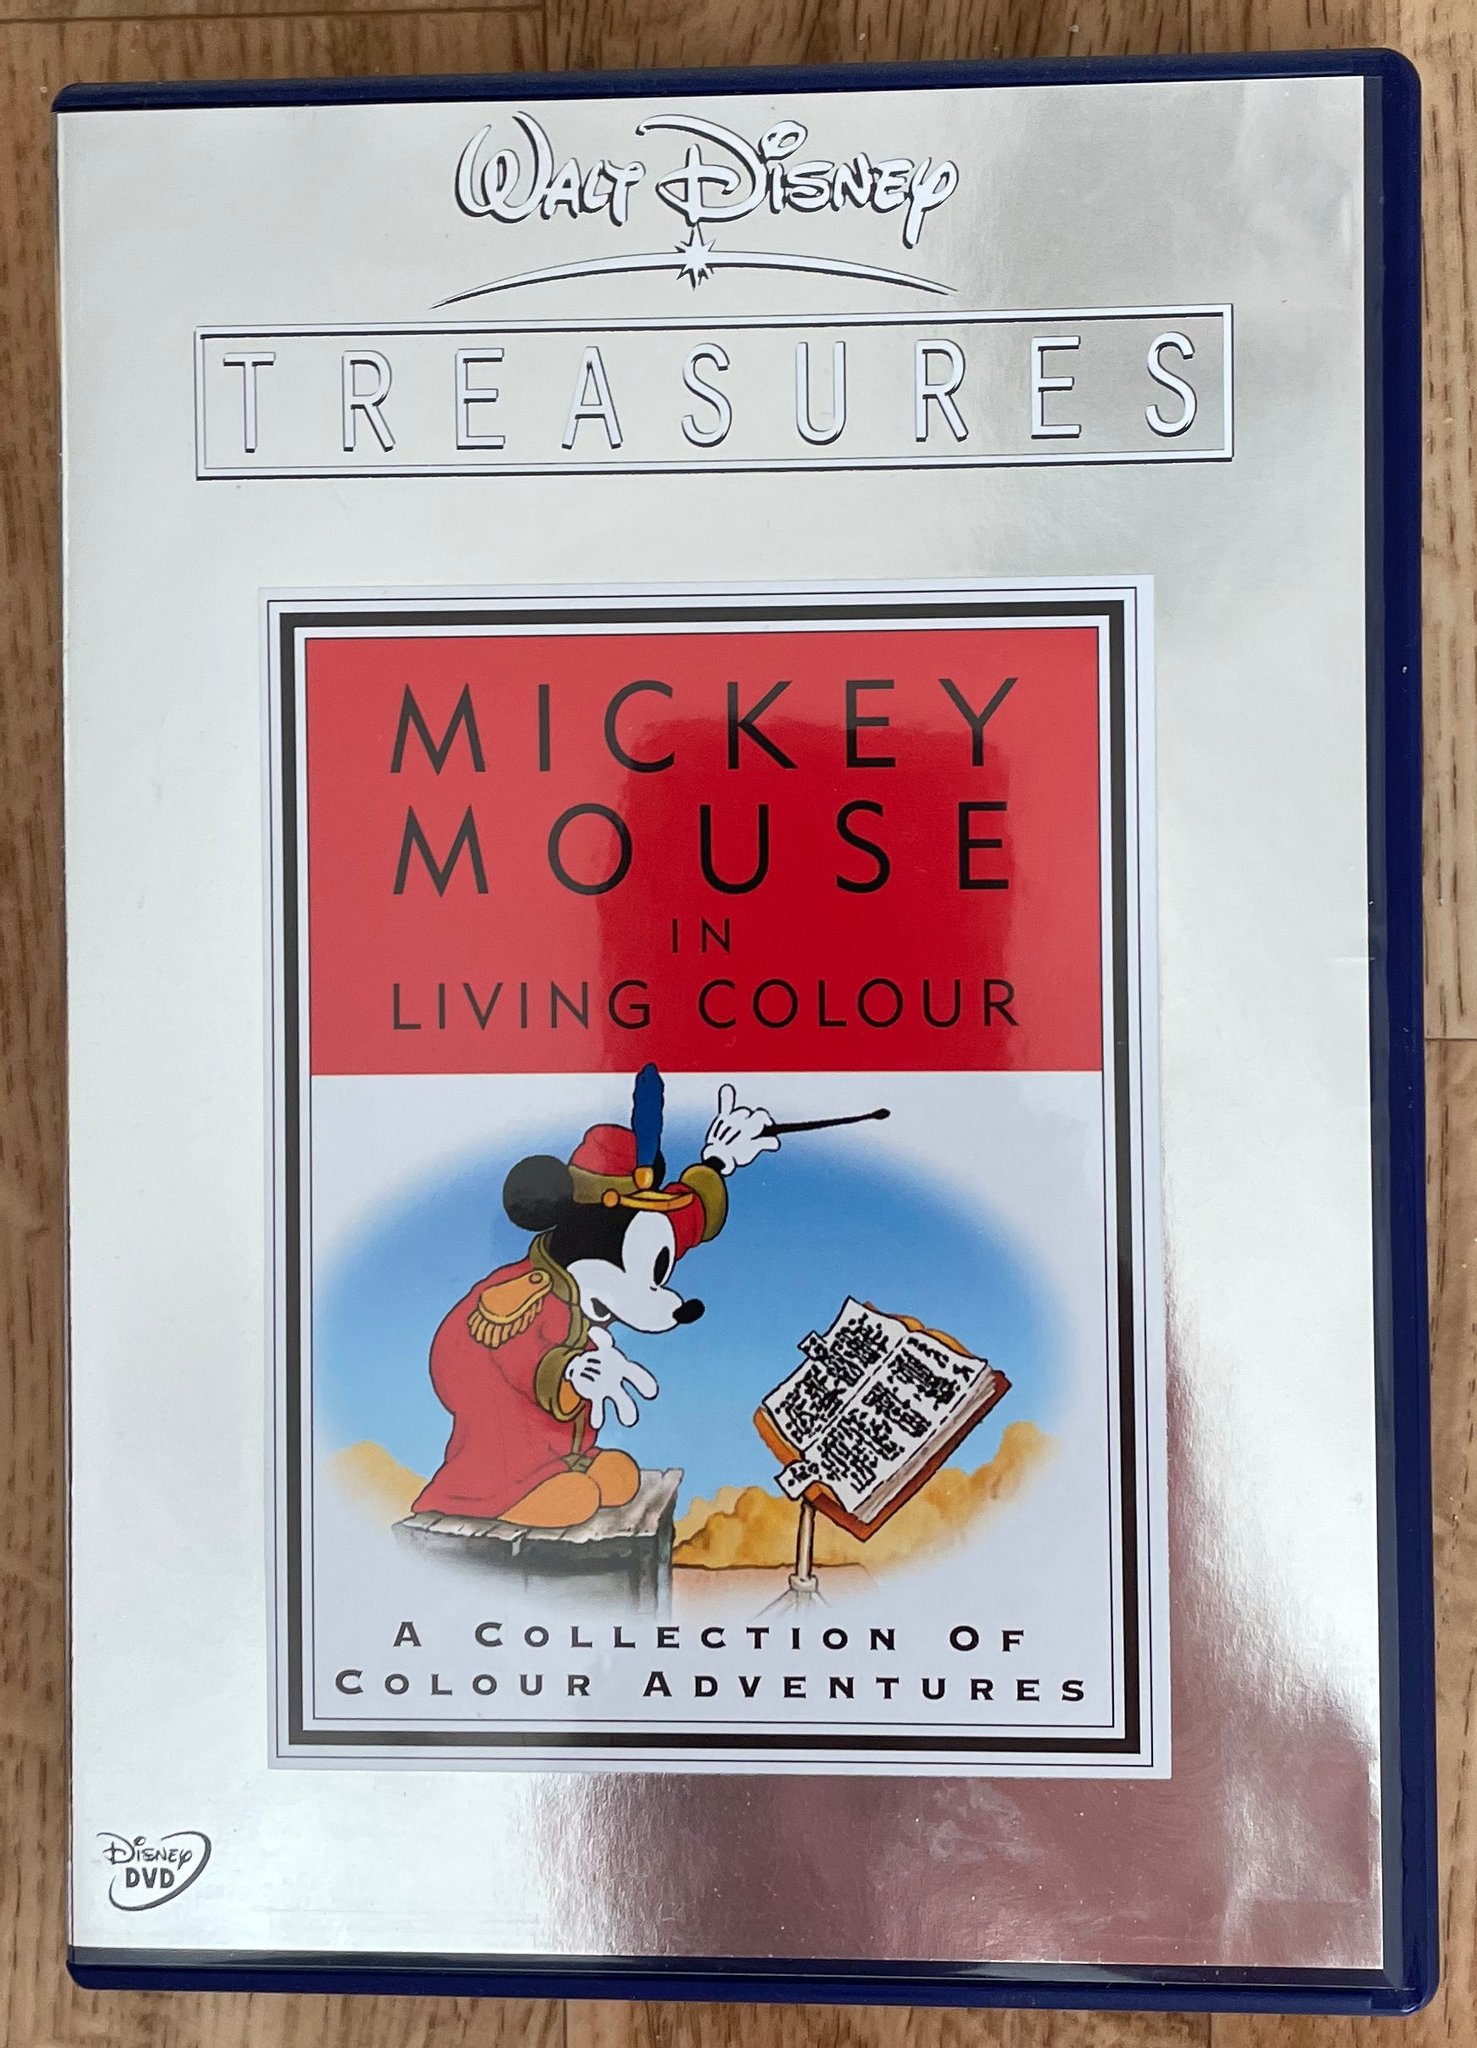 WALT DISNEY
TREASURES
MICKEY
MOUSE
IN
LIVING COLOUR
A COLLECTION OF
COLOUR ADVENTURES
DISNEY
DVD